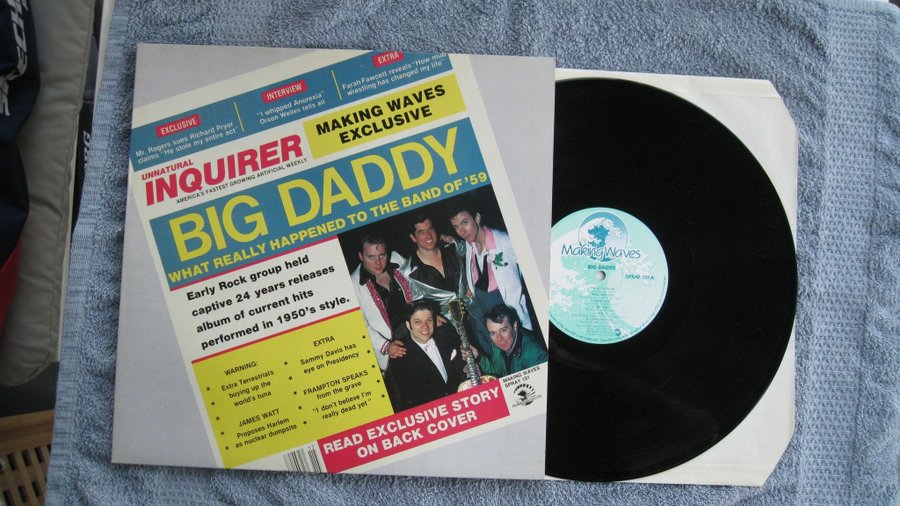 EXCLUSIVE
Mr. Rogers sues Richard Pryor
claims "He stole my entire act"
INTERVIEW
"I whipped Anoresia"
Orson Welles tells all
EXTRA
Farah Fawcett reveals "How mud
wrestling has changed my life"
UNNATURAL
INQUIRER
AMERICA'S FASTEST GROWING ARTIFICIAL WEEKLY
MAKING WAVES
EXCLUSIVE
BIG DADDY
WHAT REALLY HAPPENED TO THE BAND OF '59
Early Rock group held
captive 24 years releases
album of current hits
performed in 1950's style.
WARNING:
Extra Terrestrials
buying up the
world's tuna
JAMES WATT
Proposes Harlem
as nuclear dumpsite
EXTRA
Sammy Davis has
eye on Presidency
FRAMPTON SPEAKS
from the grave
"I don't believe I'm
really dead yet"
MAKING WAVES
SPRAY 101
READ EXCLUSIVE STORY
ON BACK COVER
Making Waves
BIG DADDY
SPRAY 101A